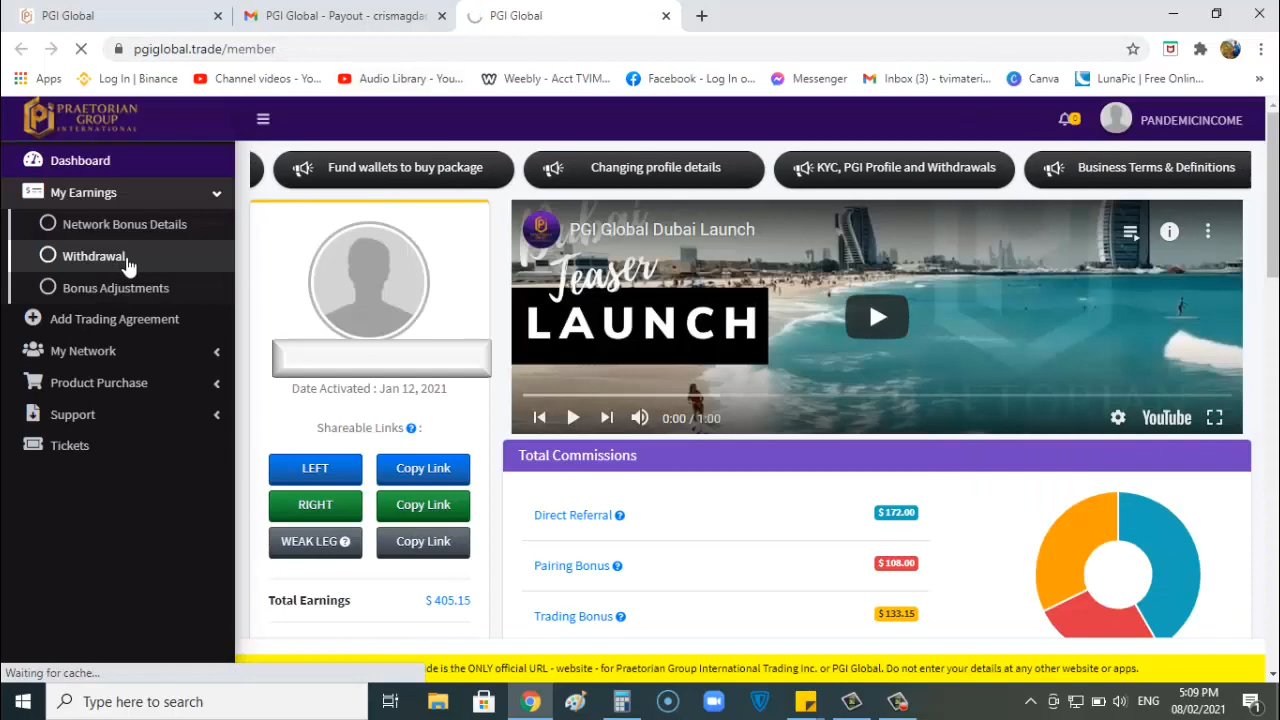 PGI Global
PGI Global - Payout - crismagda
PGI Global
pgiglobal.trade/member
Apps
Log In | Binance
Channel videos - You...
Audio Library - You...
Weebly - Acct TVIM...
Facebook - Log In o...
Messenger
Inbox (3) - tvimateri...
Canva
LunaPic | Free Onlin...
»
PRAETORIAN
GROUP
INTERNATIONAL
0
PANDEMICINCOME
Dashboard
My Earnings
Network Bonus Details
Withdrawal
Bonus Adjustments
Add Trading Agreement
My Network
Product Purchase
Support
Tickets
Fund wallets to buy package
Changing profile details
KYC, PGI Profile and Withdrawals
Business Terms & Definitions
Date Activated : Jan 12, 2021
Shareable Links ? :
LEFT
Copy Link
RIGHT
Copy Link
WEAK LEG ?
Copy Link
Total Earnings
$ 405.15
PGI Global Dubai Launch
Dubai
Teaser
LAUNCH
0:00 / 1:00
YouTube
Total Commissions
Direct Referral ?
$ 172.00
Pairing Bonus ?
$ 108.00
Trading Bonus ?
$ 133.15
Waiting for cache...
de is the ONLY official URL - website - for Praetorian Group International Trading Inc. or PGI Global. Do not enter your details at any other website or apps.
Type here to search
ENG
5:09 PM
08/02/2021
1